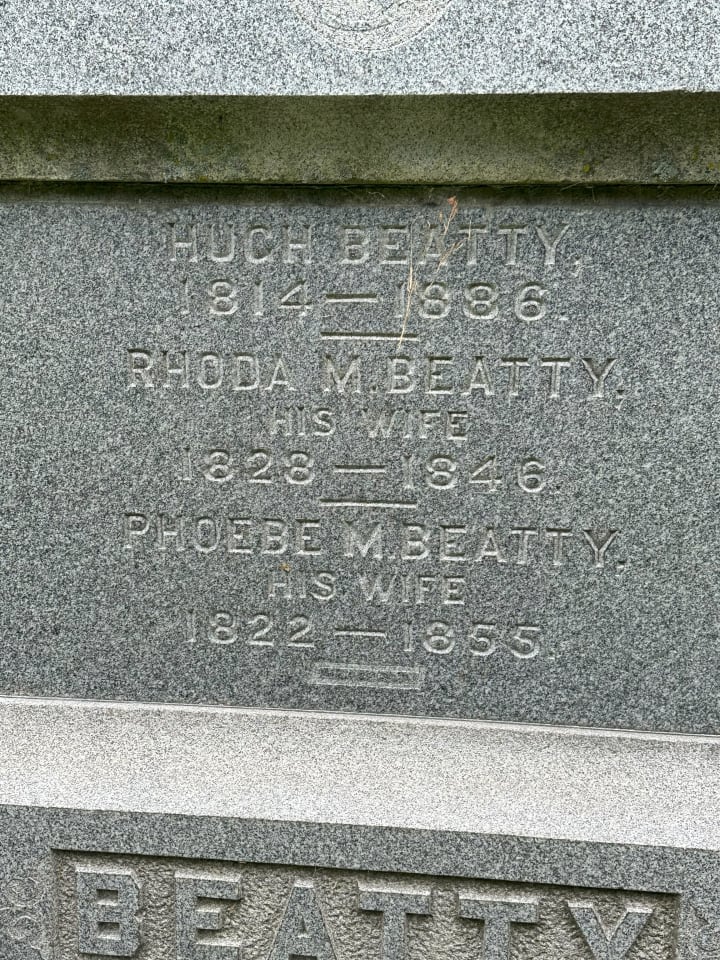 HUGH BEATTY,
1814 — 1886.
RHODA M. BEATTY,
HIS WIFE
1828 — 1846.
PHOEBE M. BEATTY,
HIS WIFE
1822 — 1855.
BEATTY